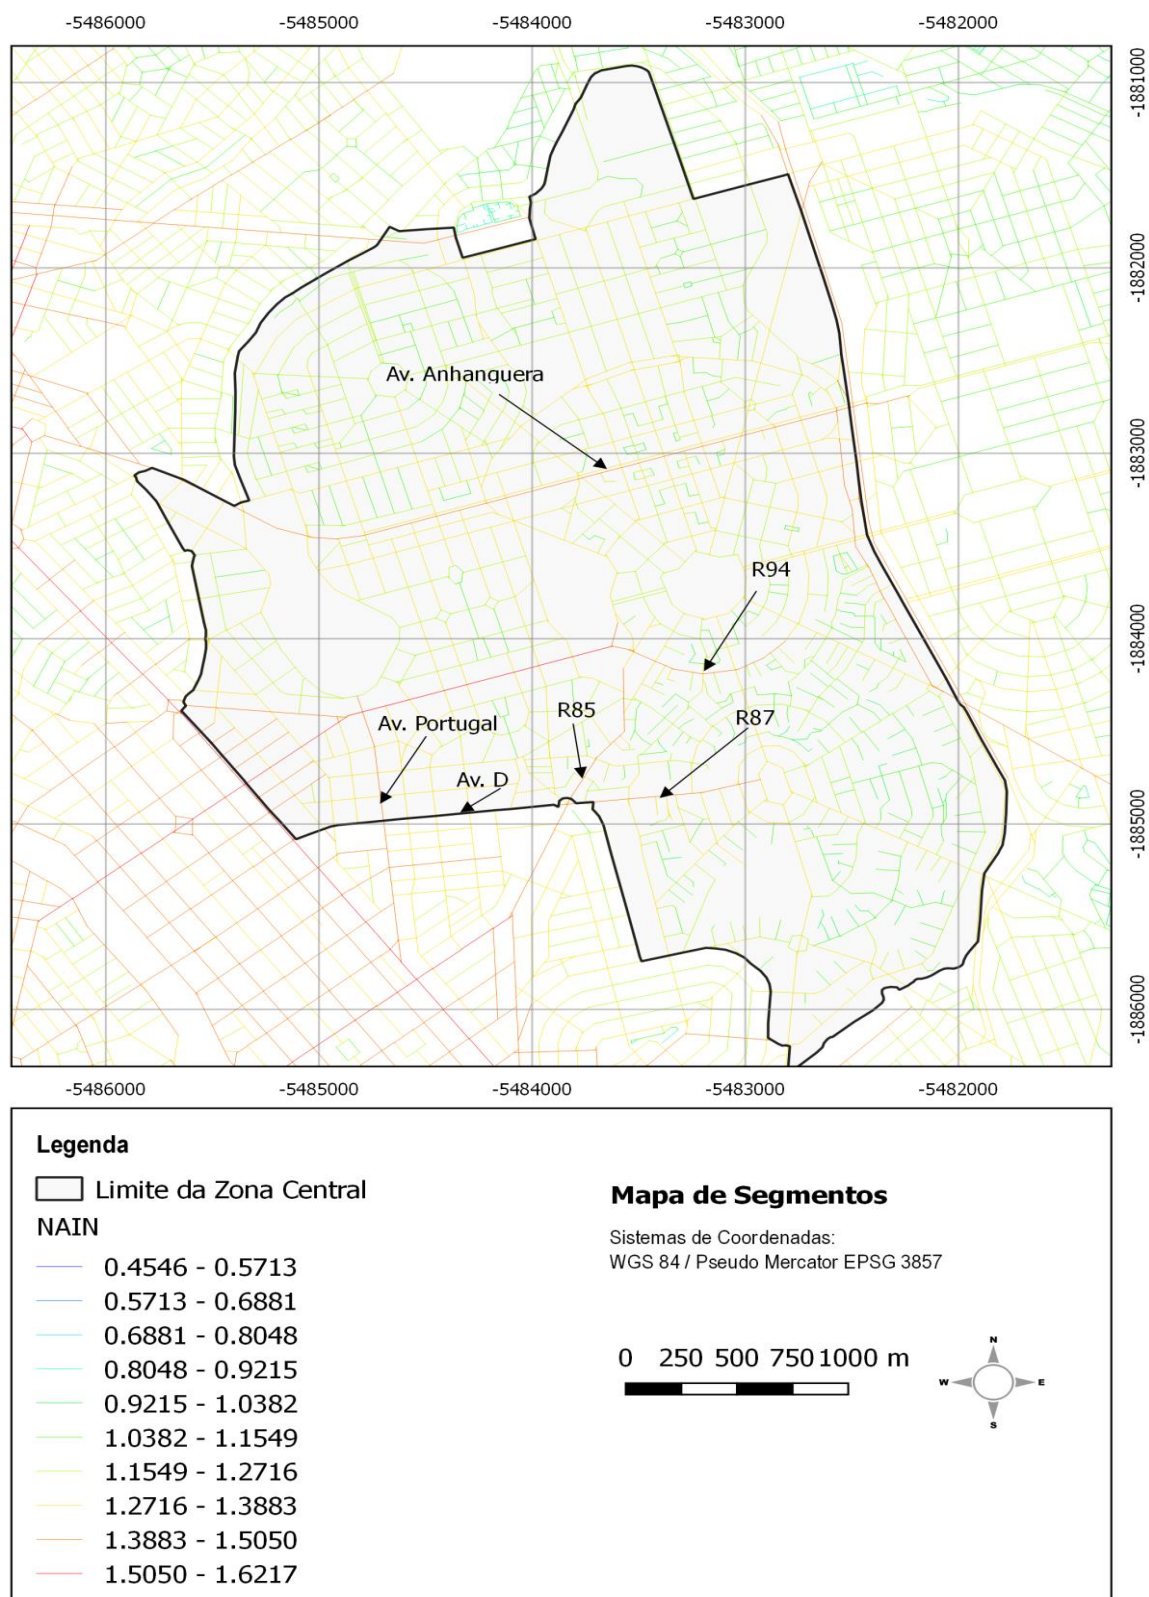 -5486000 -5485000 -5484000 -5483000 -5482000
-1881000
-1882000
Av. Anhanguera
-1883000
R94
-1884000
R85
R87
Av. Portugal
Av. D
-1885000
-1886000
-5486000 -5485000 -5484000 -5483000 -5482000
Legenda
Limite da Zona Central
NAIN
0.4546 - 0.5713
0.5713 - 0.6881
0.6881 - 0.8048
0.8048 - 0.9215
0.9215 - 1.0382
1.0382 - 1.1549
1.1549 - 1.2716
1.2716 - 1.3883
1.3883 - 1.5050
1.5050 - 1.6217
Mapa de Segmentos
Sistemas de Coordenadas:
WGS 84 / Pseudo Mercator EPSG 3857
0 250 500 750 1000 m
N
W E
S